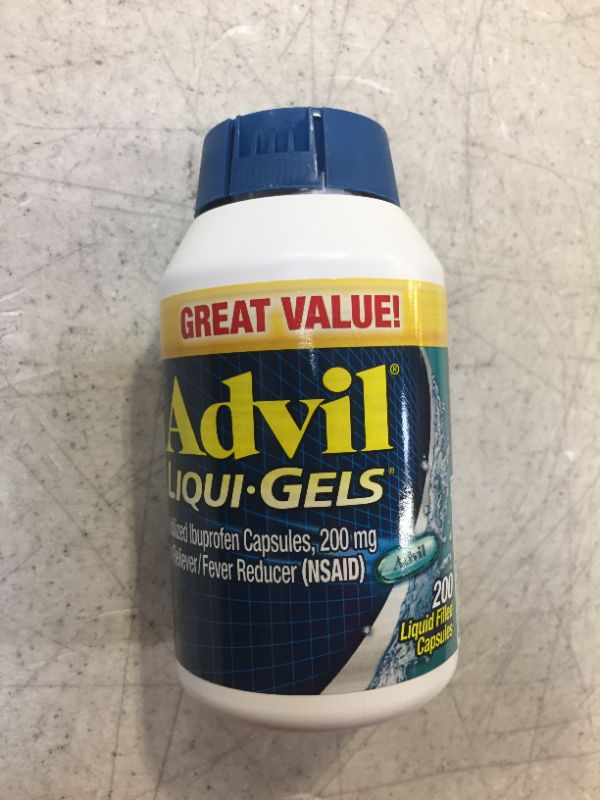 GREAT VALUE!
Advil®
LIQUI·GELS
Ibuprofen Capsules, 200 mg
Reliever/Fever Reducer (NSAID)
Advil
200
Liquid Filled
Capsules